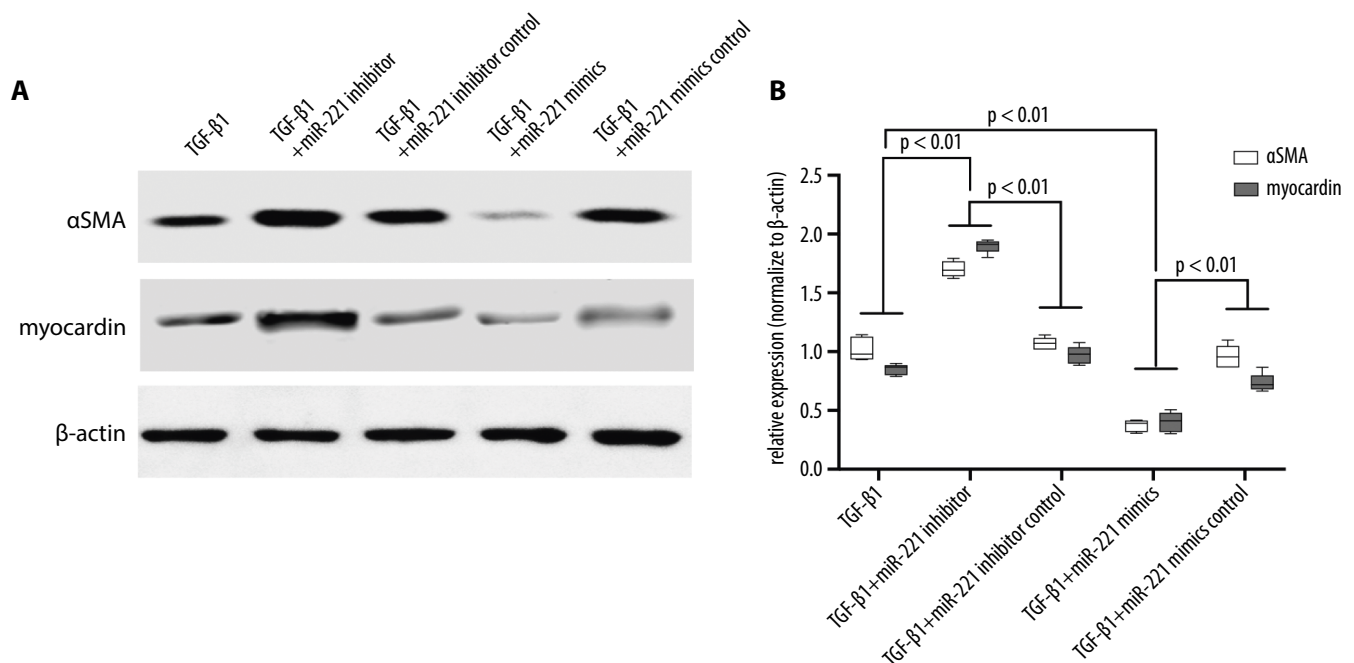 A
TGF-β1
TGF-β1
+miR-221 inhibitor
TGF-β1
+miR-221 inhibitor control
TGF-β1
+miR-221 mimics
TGF-β1
+miR-221 mimics control
αSMA
myocardin
β-actin
B
p < 0.01
p < 0.01
p < 0.01
p < 0.01
αSMA
myocardin
relative expression (normalize to β-actin)
2.5
2.0
1.5
1.0
0.5
0.0
TGF-β1
TGF-β1+miR-221 inhibitor
TGF-β1+miR-221 inhibitor control
TGF-β1+miR-221 mimics
TGF-β1+miR-221 mimics control